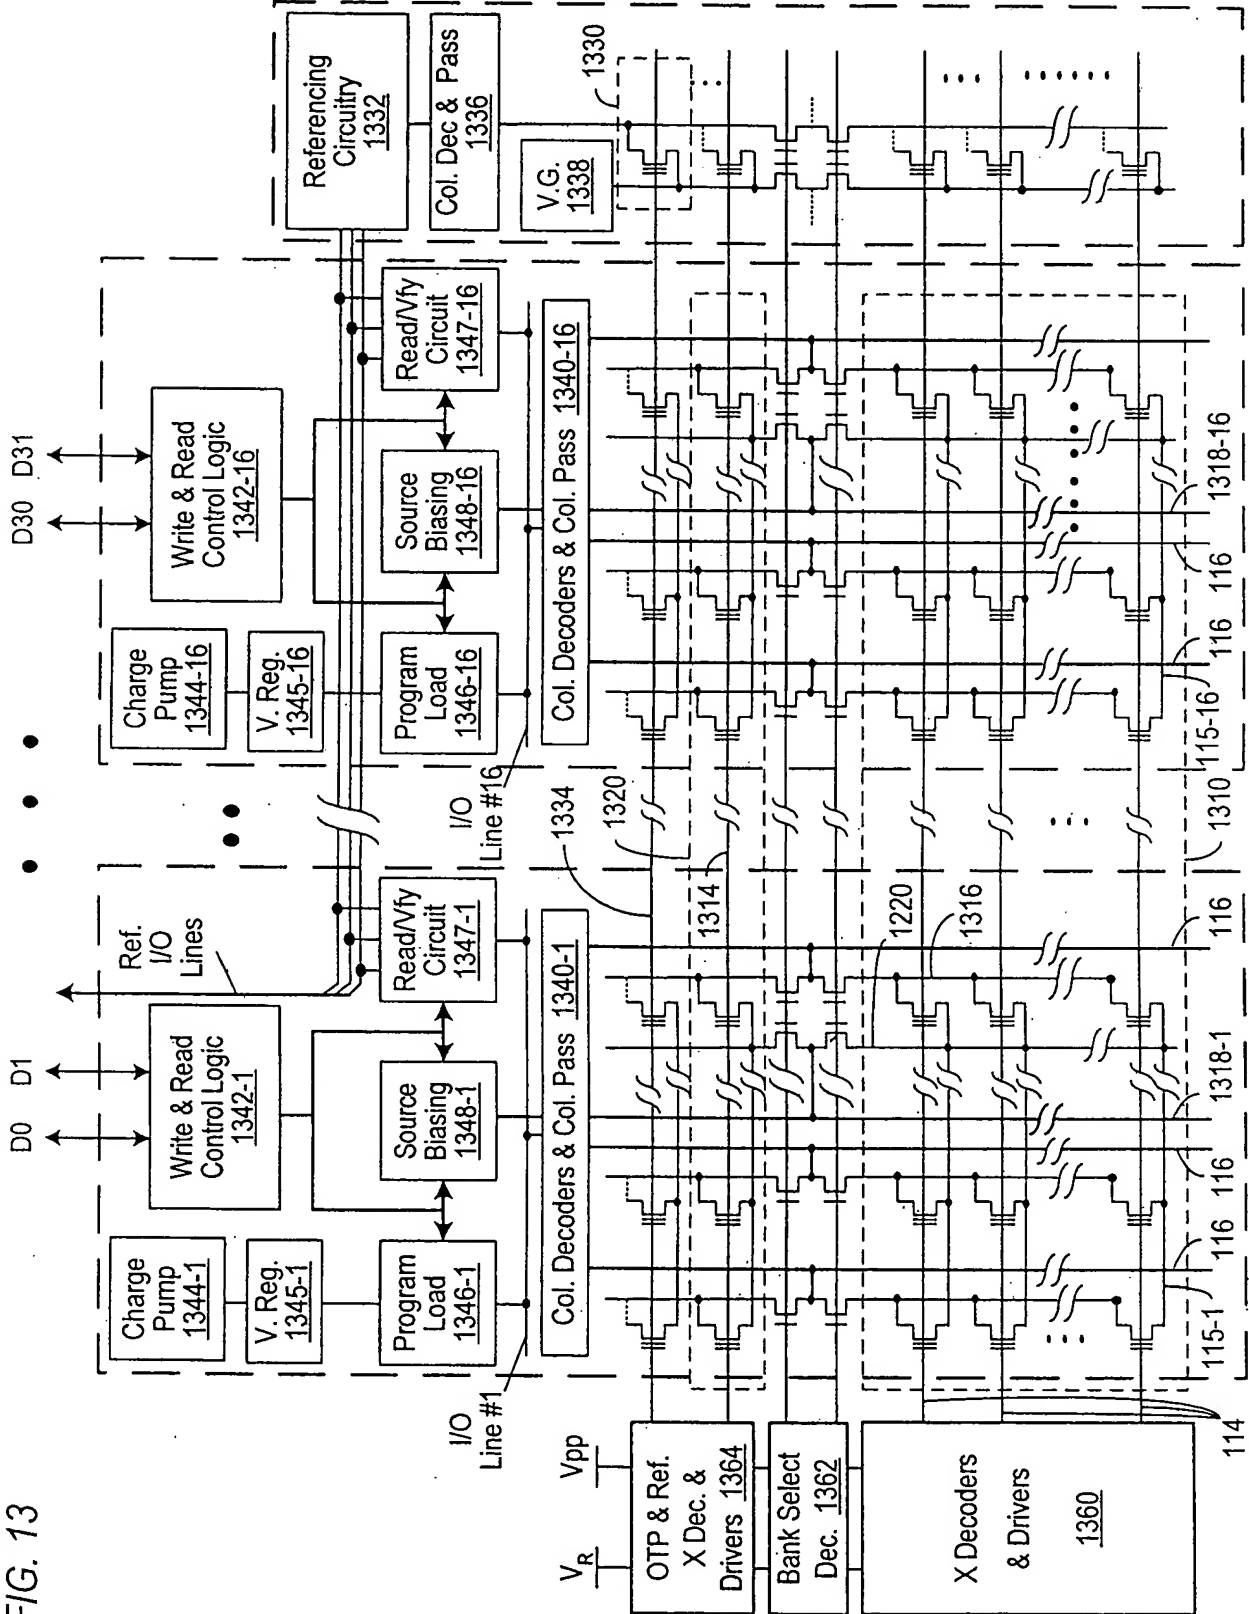 FIG. 13
D0
D1
D30
D31
Ref.
I/O
Lines
Charge
Pump
1344-1
V. Reg.
1345-1
Write & Read
Control Logic
1342-1
Program
Load
1346-1
Source
Biasing
1348-1
Read/Vfy
Circuit
1347-1
I/O
Line #1
Col. Decoders & Col. Pass 1340-1
Charge
Pump
1344-16
V. Reg.
1345-16
Write & Read
Control Logic
1342-16
Program
Load
1346-16
Source
Biasing
1348-16
Read/Vfy
Circuit
1347-16
I/O
Line #16
Col. Decoders & Col. Pass 1340-16
Referencing
Circuitry
1332
Col. Dec & Pass
1336
V.G.
1338
1330
1334
1320
1314
1220
1316
VR
Vpp
OTP & Ref.
X Dec. &
Drivers 1364
Bank Select
Dec. 1362
X Decoders
& Drivers
1360
114
115-1
116
116
1318-1
116
1310
115-16
116
116
1318-16